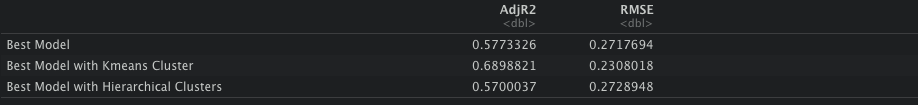 AdjR2 RMSE
<dbl> <dbl>
Best Model 0.5773326 0.2717694
Best Model with Kmeans Cluster 0.6898821 0.2308018
Best Model with Hierarchical Clusters 0.5700037 0.2728948